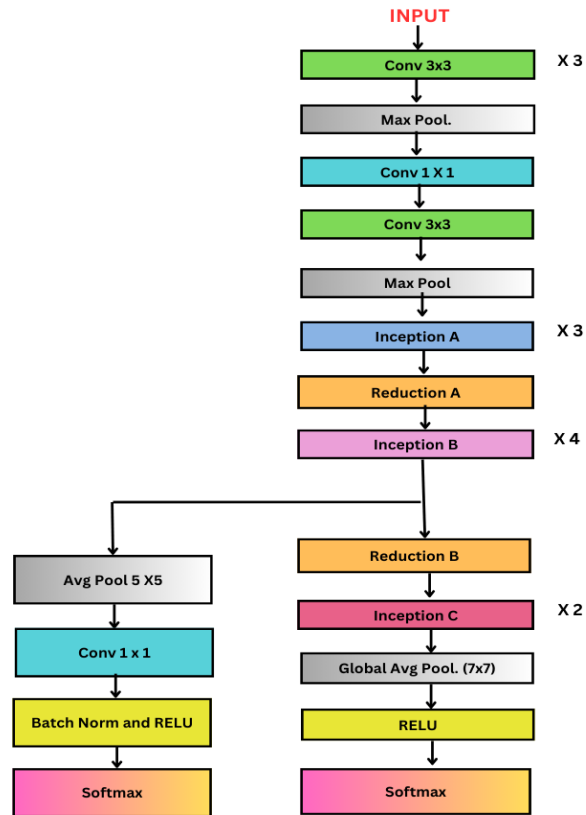 INPUT
Conv 3x3
X 3
Max Pool.
Conv 1 X 1
Conv 3x3
Max Pool
Inception A
X 3
Reduction A
Inception B
X 4
Avg Pool 5 X5
Conv 1 x 1
Batch Norm and RELU
Softmax
Reduction B
Inception C
X 2
Global Avg Pool. (7x7)
RELU
Softmax